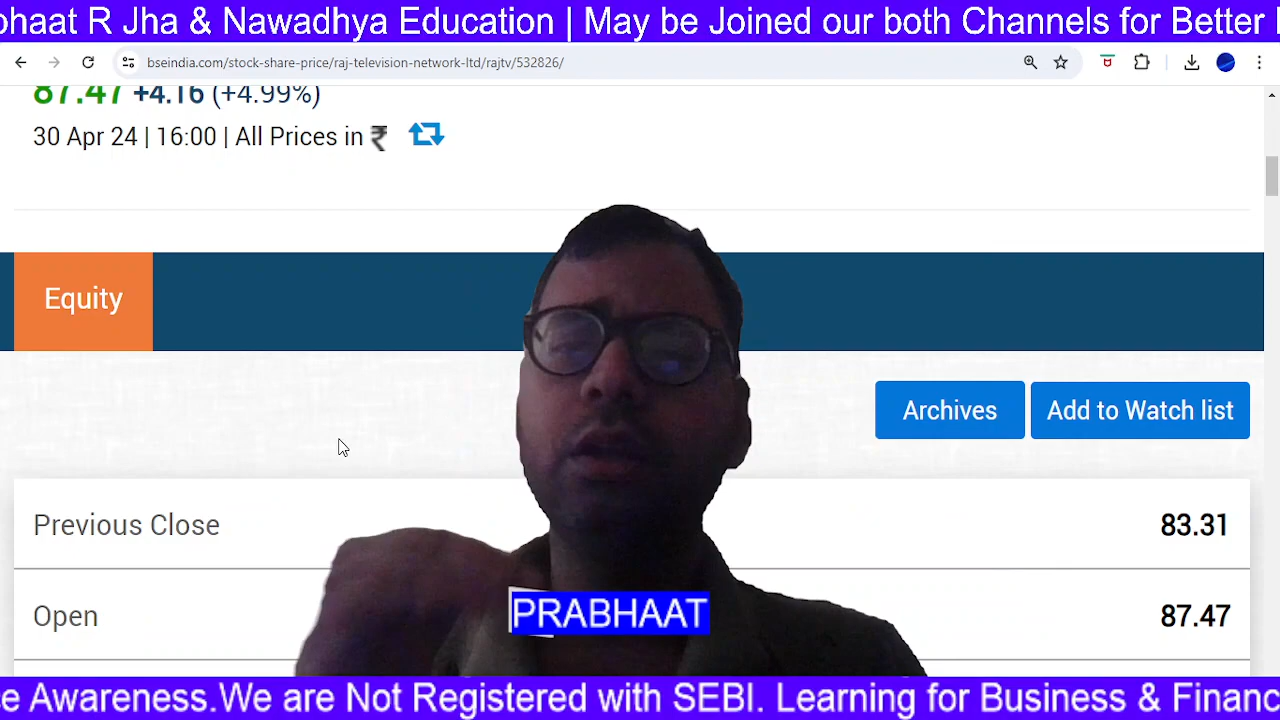 bhaat R Jha & Nawadhya Education | May be Joined our both Channels for Better
bseindia.com/stock-share-price/raj-television-network-ltd/rajtv/532826/
87.47 +4.16 (+4.99%)
30 Apr 24 | 16:00 | All Prices in ₹
Equity
Archives
Add to Watch list
Previous Close 83.31
PRABHAAT
Open 87.47
ce Awareness.We are Not Registered with SEBI. Learning for Business & Financ